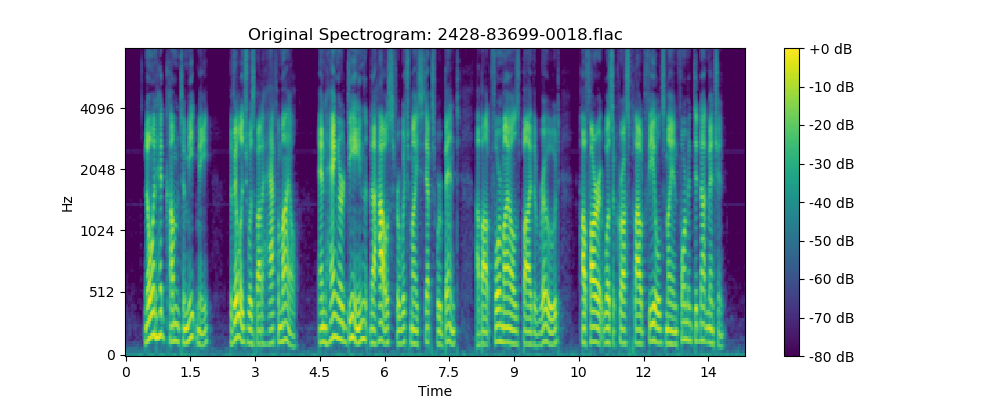 Original Spectrogram: 2428-83699-0018.flac
Hz
4096
2048
1024
512
0
0 1.5 3 4.5 6 7.5 9 10 12 14
Time
+0 dB
-10 dB
-20 dB
-30 dB
-40 dB
-50 dB
-60 dB
-70 dB
-80 dB